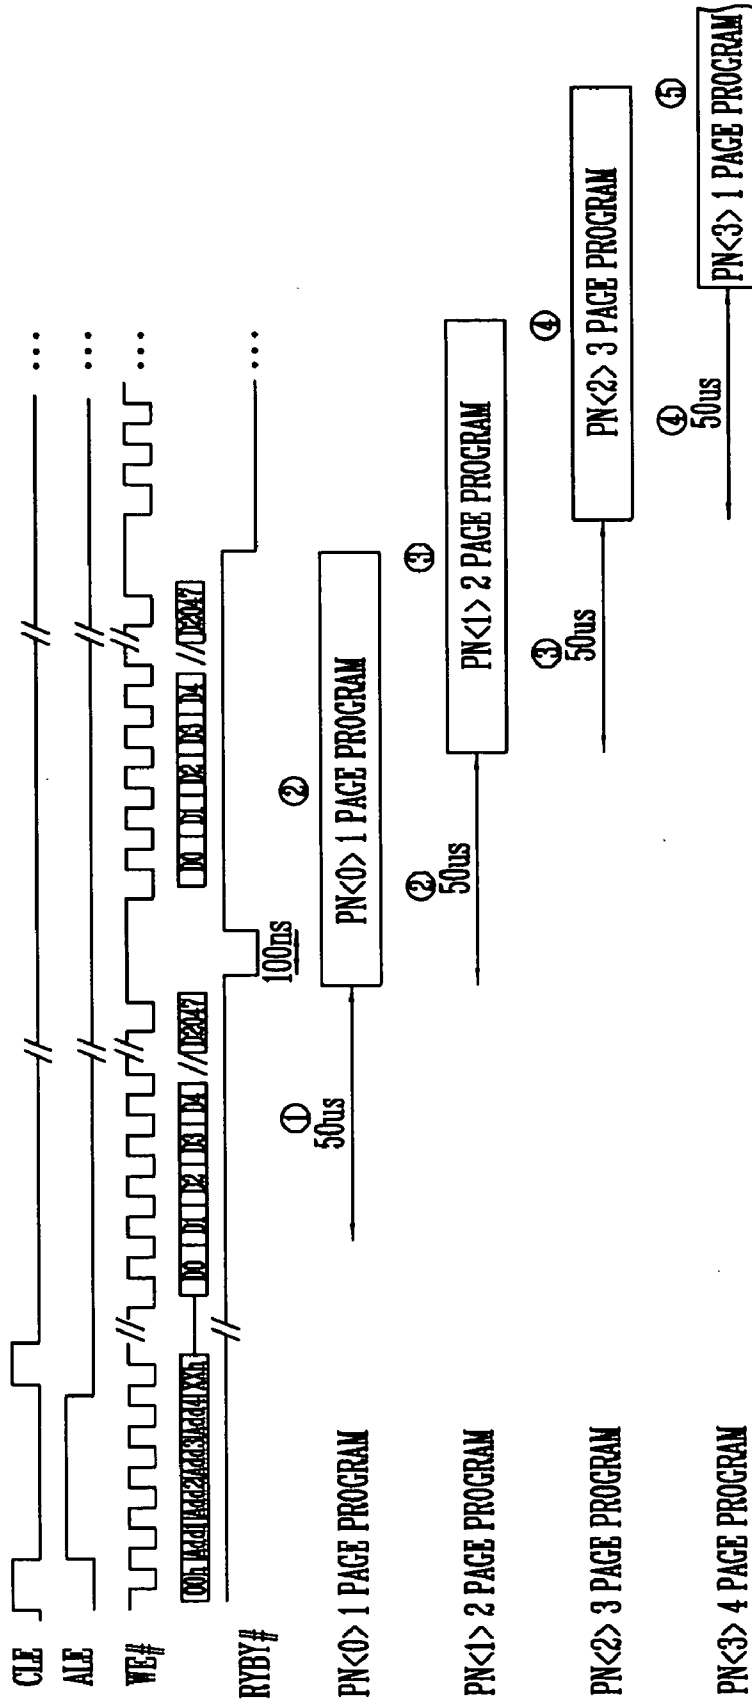 CLE
...
ALE
...
WE#
...
00h Add1 Add2 Add3 Add4 XXh D0 D1 D2 D3 D4 // D2047 D0 D1 D2 D3 D4 // D2047
RYBY#
...
100ns
PN<0> 1 PAGE PROGRAM
①
50us
②
PN<0> 1 PAGE PROGRAM
PN<1> 2 PAGE PROGRAM
②
50us
③
PN<1> 2 PAGE PROGRAM
PN<2> 3 PAGE PROGRAM
③
50us
④
PN<2> 3 PAGE PROGRAM
PN<3> 4 PAGE PROGRAM
④
50us
⑤
PN<3> 1 PAGE PROGRAM